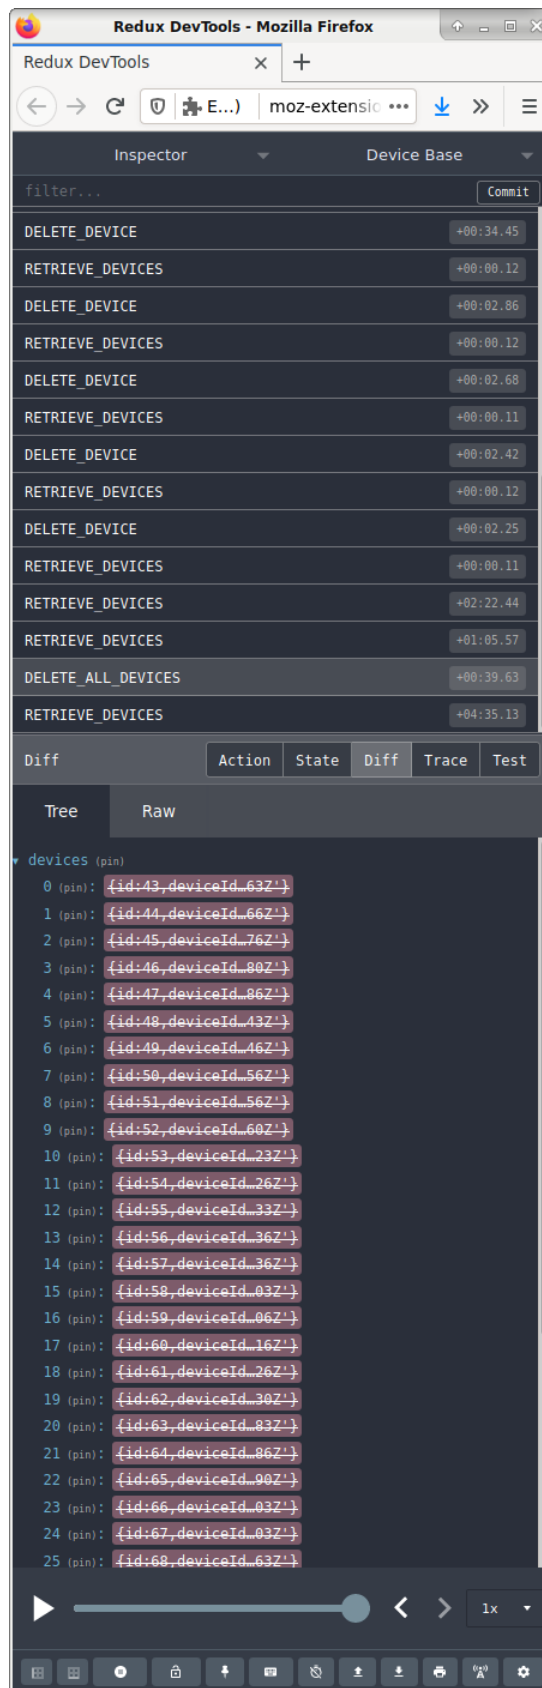 Redux DevTools - Mozilla Firefox
Redux DevTools
E...) moz-extensio
Inspector Device Base
filter... Commit
DELETE_DEVICE +00:34.45
RETRIEVE_DEVICES +00:00.12
DELETE_DEVICE +00:02.86
RETRIEVE_DEVICES +00:00.12
DELETE_DEVICE +00:02.68
RETRIEVE_DEVICES +00:00.11
DELETE_DEVICE +00:02.42
RETRIEVE_DEVICES +00:00.12
DELETE_DEVICE +00:02.25
RETRIEVE_DEVICES +00:00.11
RETRIEVE_DEVICES +02:22.44
RETRIEVE_DEVICES +01:05.57
DELETE_ALL_DEVICES +00:39.63
RETRIEVE_DEVICES +04:35.13
Diff Action State Diff Trace Test
Tree Raw
devices (pin)
0 (pin): {id:43,deviceId…63Z'}
1 (pin): {id:44,deviceId…66Z'}
2 (pin): {id:45,deviceId…76Z'}
3 (pin): {id:46,deviceId…80Z'}
4 (pin): {id:47,deviceId…86Z'}
5 (pin): {id:48,deviceId…43Z'}
6 (pin): {id:49,deviceId…46Z'}
7 (pin): {id:50,deviceId…56Z'}
8 (pin): {id:51,deviceId…56Z'}
9 (pin): {id:52,deviceId…60Z'}
10 (pin): {id:53,deviceId…23Z'}
11 (pin): {id:54,deviceId…26Z'}
12 (pin): {id:55,deviceId…33Z'}
13 (pin): {id:56,deviceId…36Z'}
14 (pin): {id:57,deviceId…36Z'}
15 (pin): {id:58,deviceId…03Z'}
16 (pin): {id:59,deviceId…06Z'}
17 (pin): {id:60,deviceId…16Z'}
18 (pin): {id:61,deviceId…26Z'}
19 (pin): {id:62,deviceId…30Z'}
20 (pin): {id:63,deviceId…83Z'}
21 (pin): {id:64,deviceId…86Z'}
22 (pin): {id:65,deviceId…90Z'}
23 (pin): {id:66,deviceId…03Z'}
24 (pin): {id:67,deviceId…03Z'}
25 (pin): {id:68,deviceId…63Z'}
1x